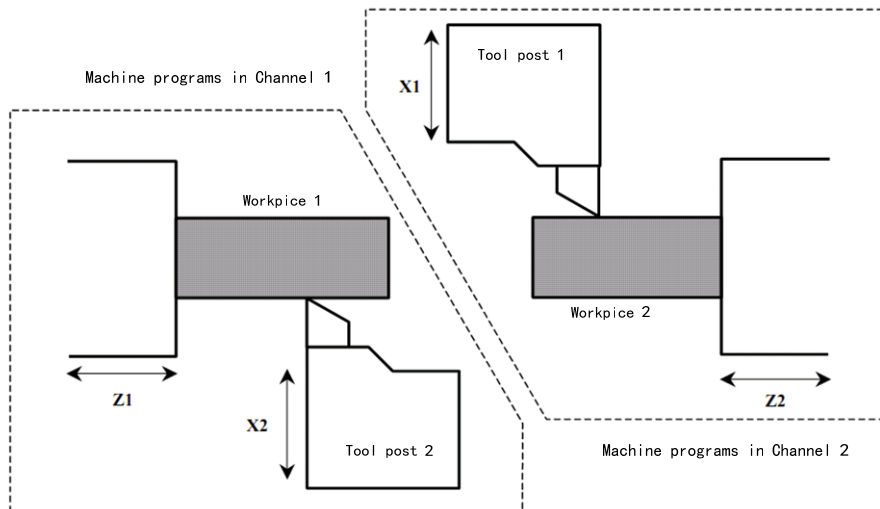 Tool post 1
Machine programs in Channel 1
X1
Workpice 1
Workpice 2
Z1
Z2
X2
Tool post 2
Machine programs in Channel 2